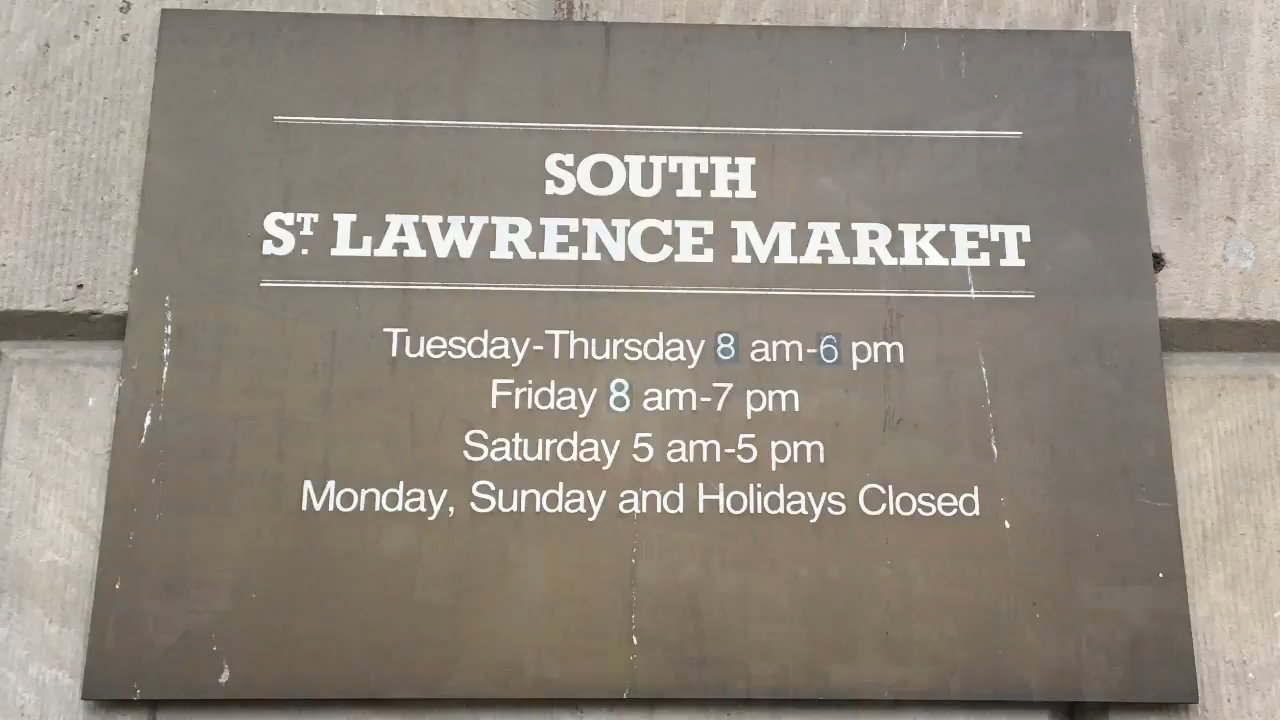 SOUTH
ST. LAWRENCE MARKET
Tuesday-Thursday 8 am-6 pm
Friday 8 am-7 pm
Saturday 5 am-5 pm
Monday, Sunday and Holidays Closed